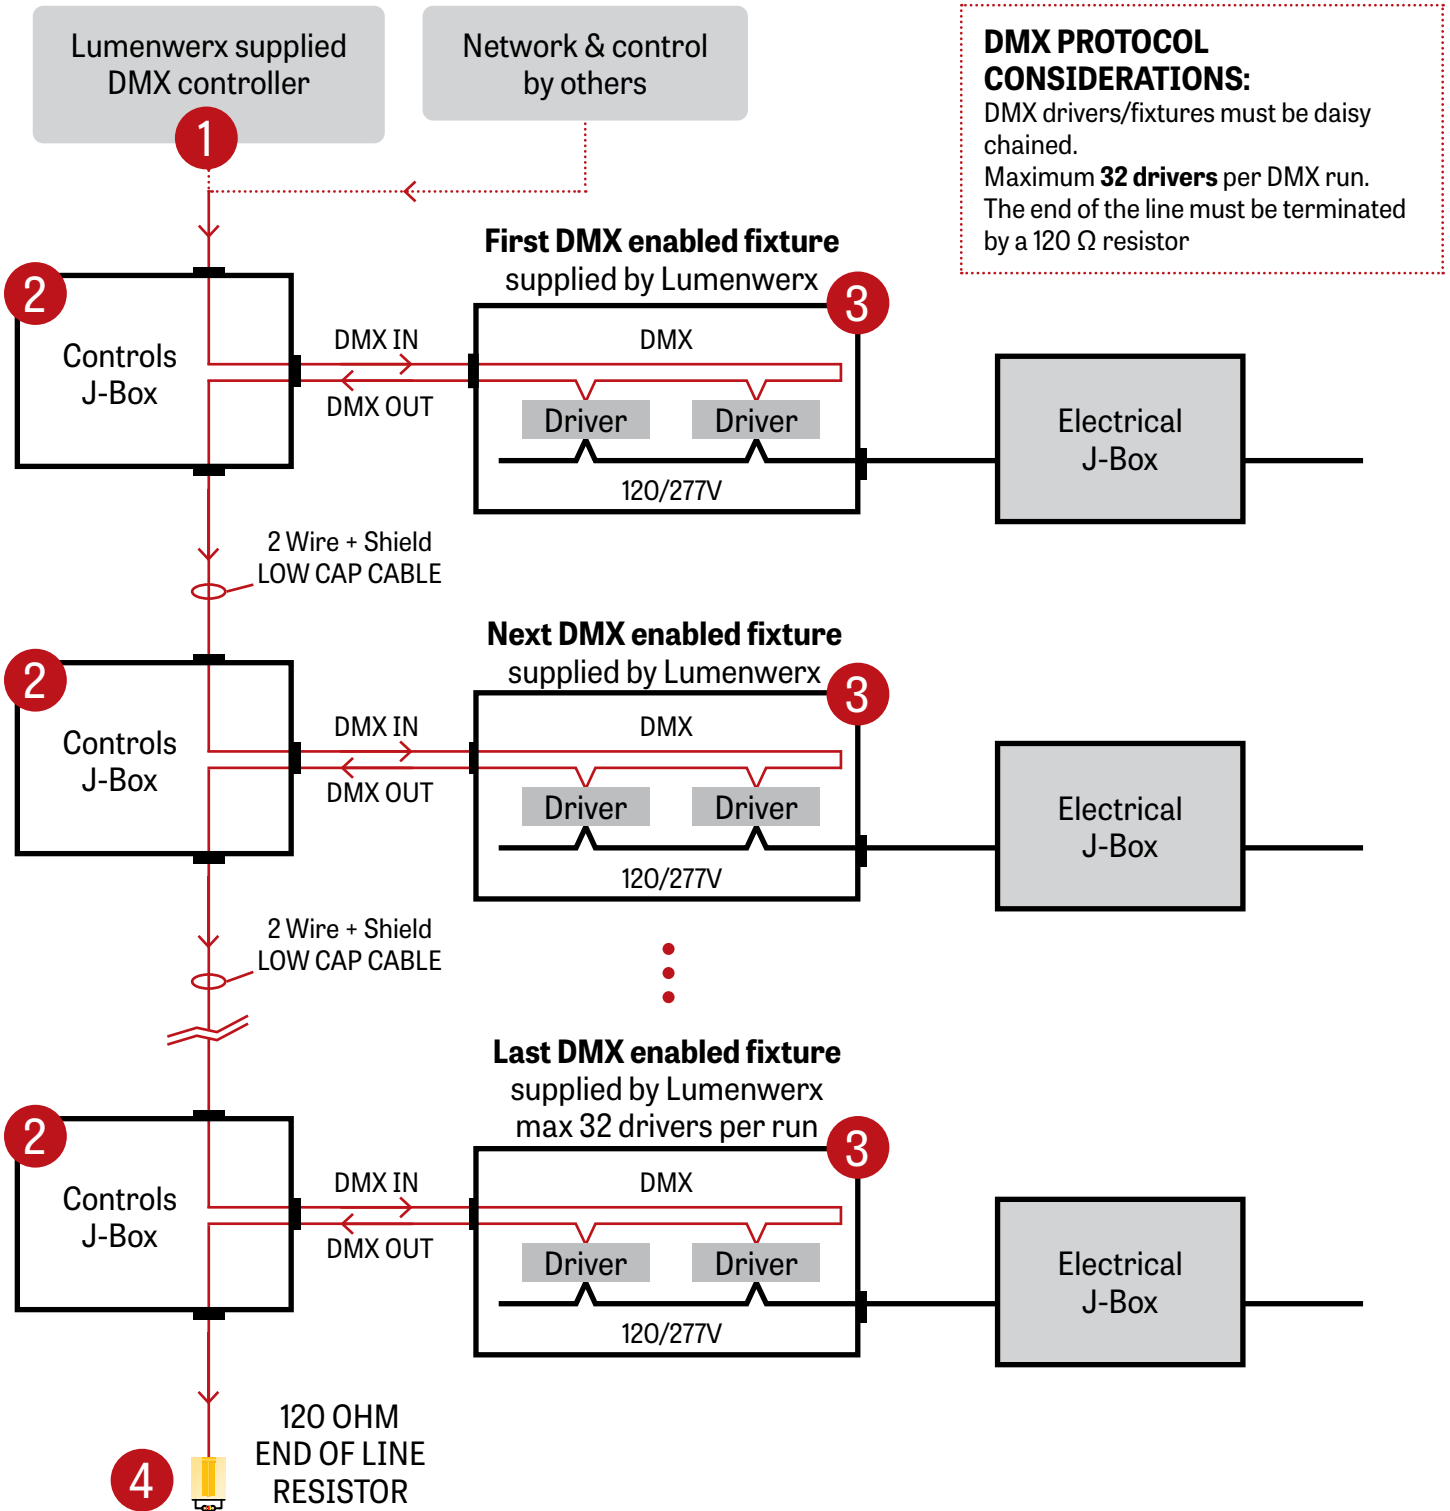 Lumenwerx supplied
DMX controller
1
Network & control
by others
DMX PROTOCOL
CONSIDERATIONS:
DMX drivers/fixtures must be daisy
chained.
Maximum 32 drivers per DMX run.
The end of the line must be terminated
by a 120 Ω resistor
First DMX enabled fixture
supplied by Lumenwerx
2
3
Controls
J-Box
DMX IN
DMX OUT
DMX
Driver
Driver
120/277V
Electrical
J-Box
2 Wire + Shield
LOW CAP CABLE
Next DMX enabled fixture
supplied by Lumenwerx
2
3
Controls
J-Box
DMX IN
DMX OUT
DMX
Driver
Driver
120/277V
Electrical
J-Box
2 Wire + Shield
LOW CAP CABLE
Last DMX enabled fixture
supplied by Lumenwerx
max 32 drivers per run
2
3
Controls
J-Box
DMX IN
DMX OUT
DMX
Driver
Driver
120/277V
Electrical
J-Box
4
120 OHM
END OF LINE
RESISTOR